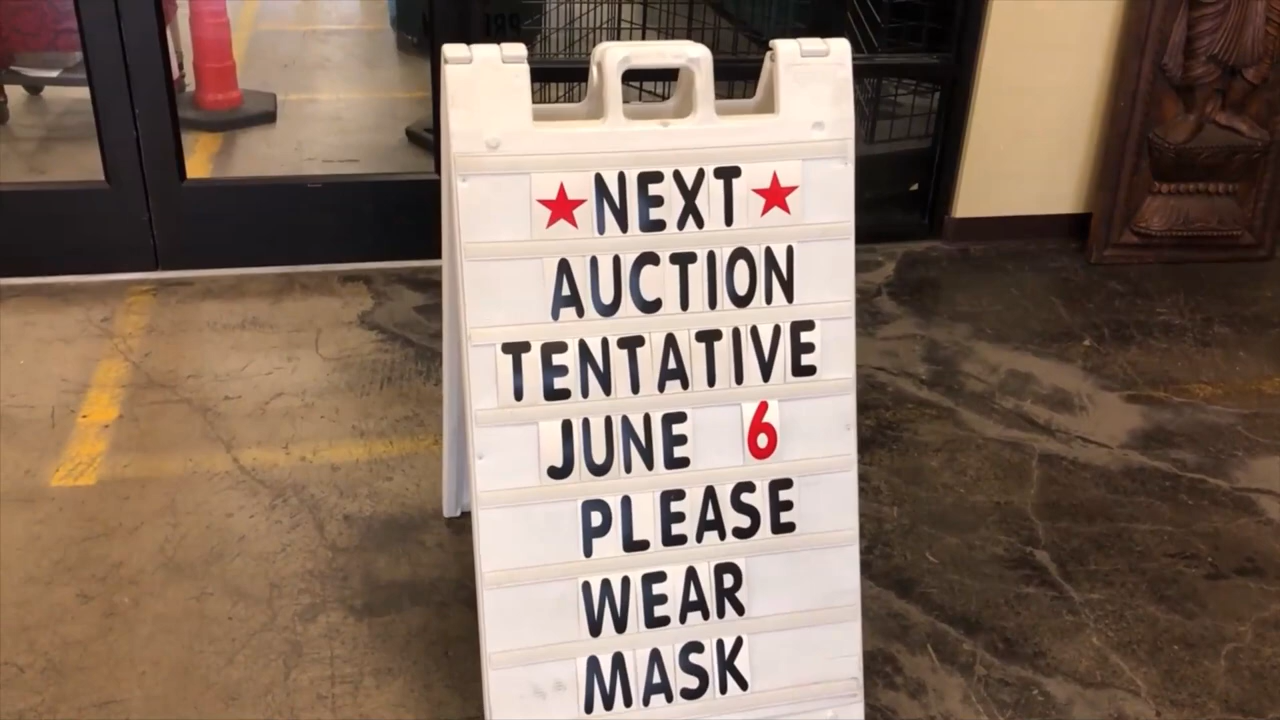 ★NEXT★
AUCTION
TENTATIVE
JUNE 6
PLEASE
WEAR
MASK